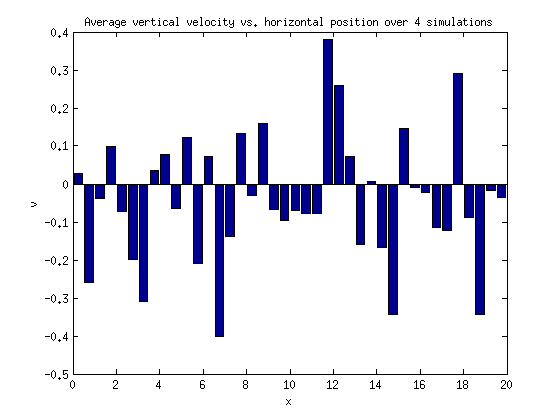 Average vertical velocity vs. horizontal position over 4 simulations
0.4
0.3
0.2
0.1
0
-0.1
-0.2
-0.3
-0.4
-0.5
v
0 2 4 6 8 10 12 14 16 18 20
x